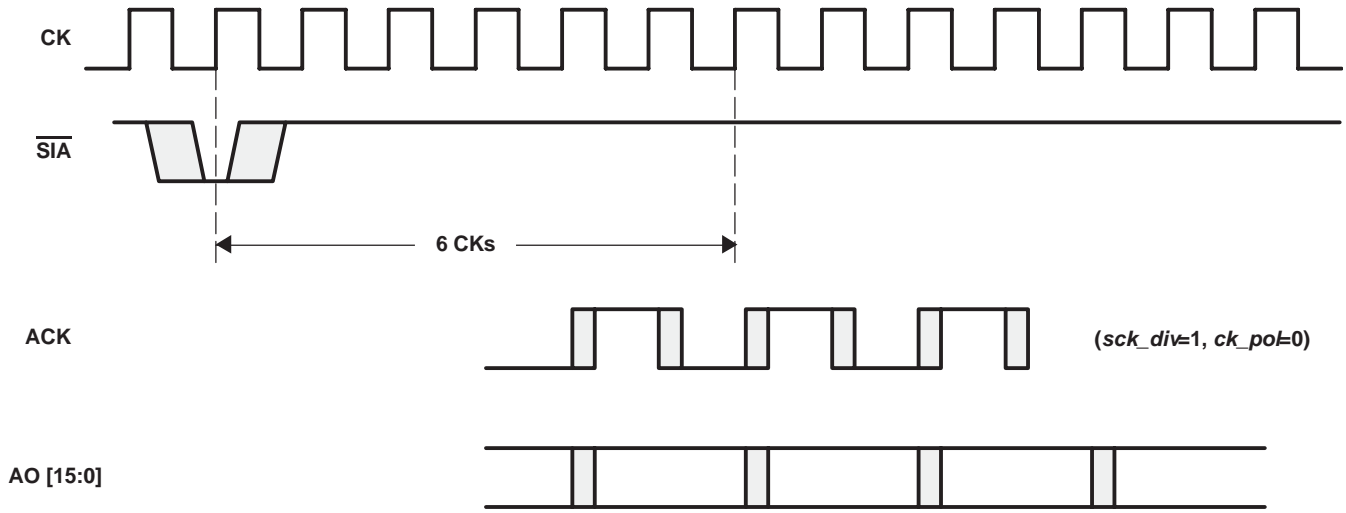 CK
SIA
6 CKs
ACK
(sck_div=1, ck_pol=0)
AO [15:0]